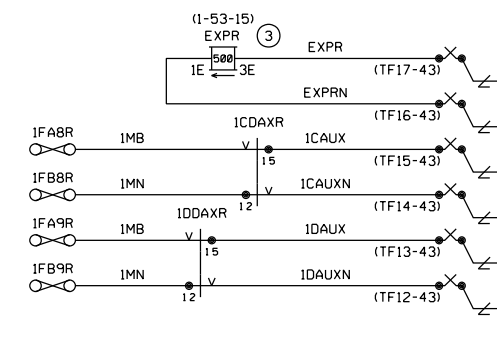 (1-53-15)
EXPR
3
500
1E
3E
EXPR
(TF17-43)
EXPRN
(TF16-43)
1FA8R
1MB
1CDAXR
V
15
1CAUX
(TF15-43)
1FB8R
1MN
12
V
1CAUXN
(TF14-43)
1FA9R
1MB
1DDAXR
V
15
1DAUX
(TF13-43)
1FB9R
1MN
12
V
1DAUXN
(TF12-43)